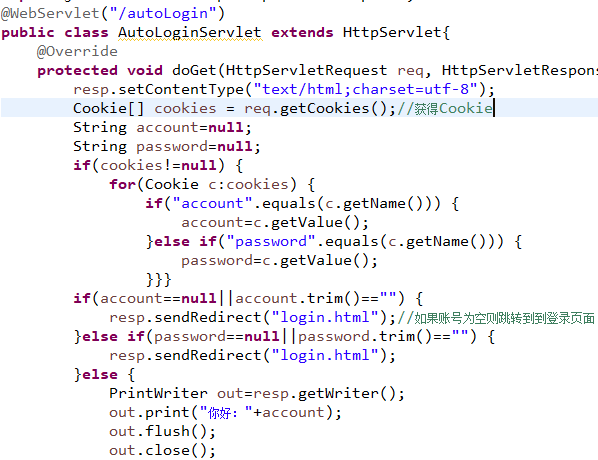 @WebServlet("/autoLogin")
public class AutoLoginServlet extends HttpServlet{
@Override
protected void doGet(HttpServletRequest req, HttpServletRespons
resp.setContentType("text/html;charset=utf-8");
Cookie[] cookies = req.getCookies();//获得Cookie
String account=null;
String password=null;
if(cookies!=null) {
for(Cookie c:cookies) {
if("account".equals(c.getName())) {
account=c.getValue();
}else if("password".equals(c.getName())) {
password=c.getValue();
}}}
if(account==null||account.trim()=="") {
resp.sendRedirect("login.html");//如果账号为空则跳转到到登录页面
}else if(password==null||password.trim()=="") {
resp.sendRedirect("login.html");
}else {
PrintWriter out=resp.getWriter();
out.print("你好："+account);
out.flush();
out.close();